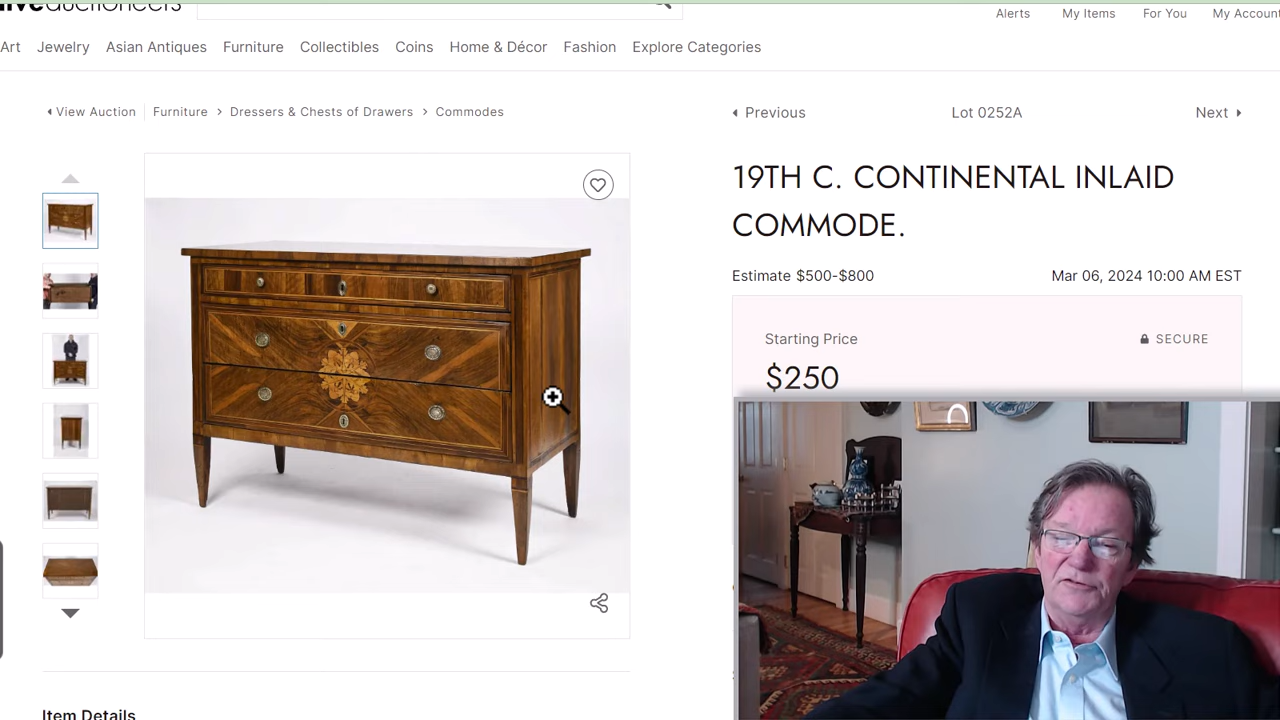 liveauctioneers
Alerts
My Items
For You
My Account
Art
Jewelry
Asian Antiques
Furniture
Collectibles
Coins
Home & Décor
Fashion
Explore Categories
View Auction
Furniture > Dressers & Chests of Drawers > Commodes
Previous
Lot 0252A
Next
19TH C. CONTINENTAL INLAID
COMMODE.
Estimate $500-$800
Mar 06, 2024 10:00 AM EST
Starting Price
SECURE
$250
Item Details